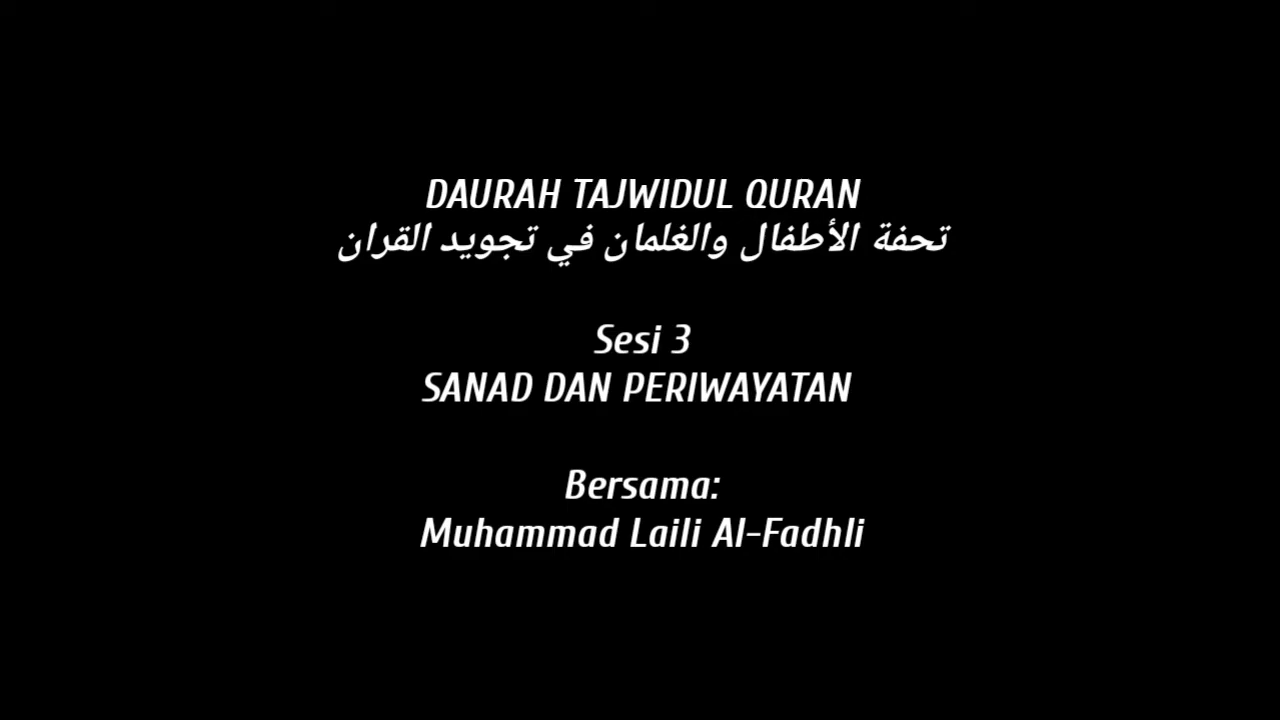 DAURAH TAJWIDUL QURAN
تحفة الأطفال والغلمان في تجويد القران
Sesi 3
SANAD DAN PERIWAYATAN
Bersama:
Muhammad Laili Al-Fadhli